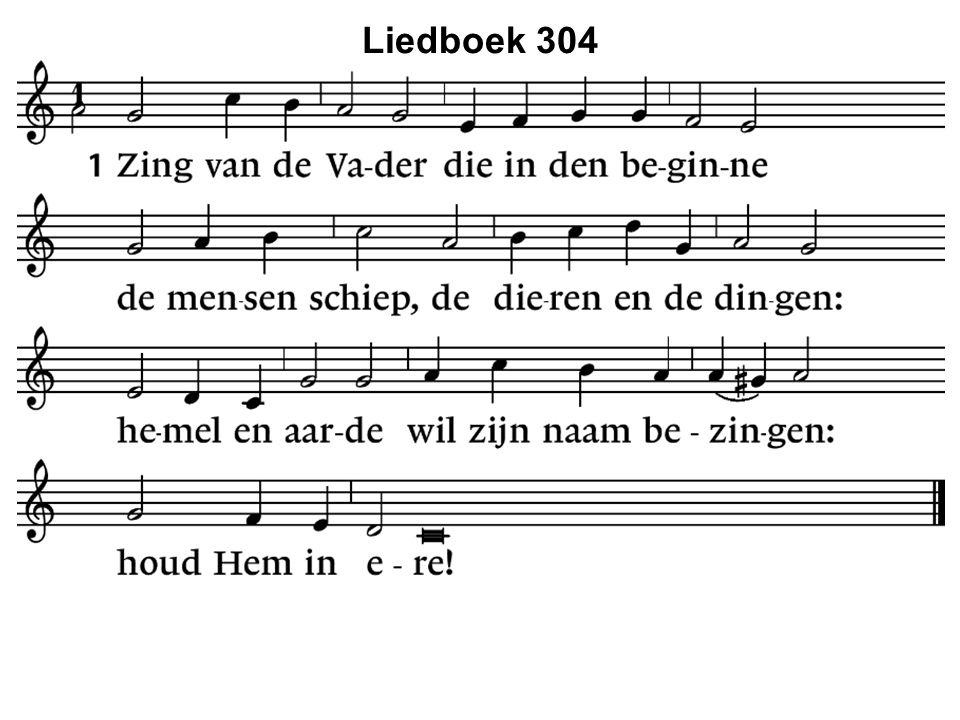 Liedboek 304
1
1 Zing van de Va-der die in den be-gin-ne
de men-sen schiep, de die-ren en de din-gen:
he-mel en aar-de wil zijn naam be - zin-gen:
houd Hem in e - re!